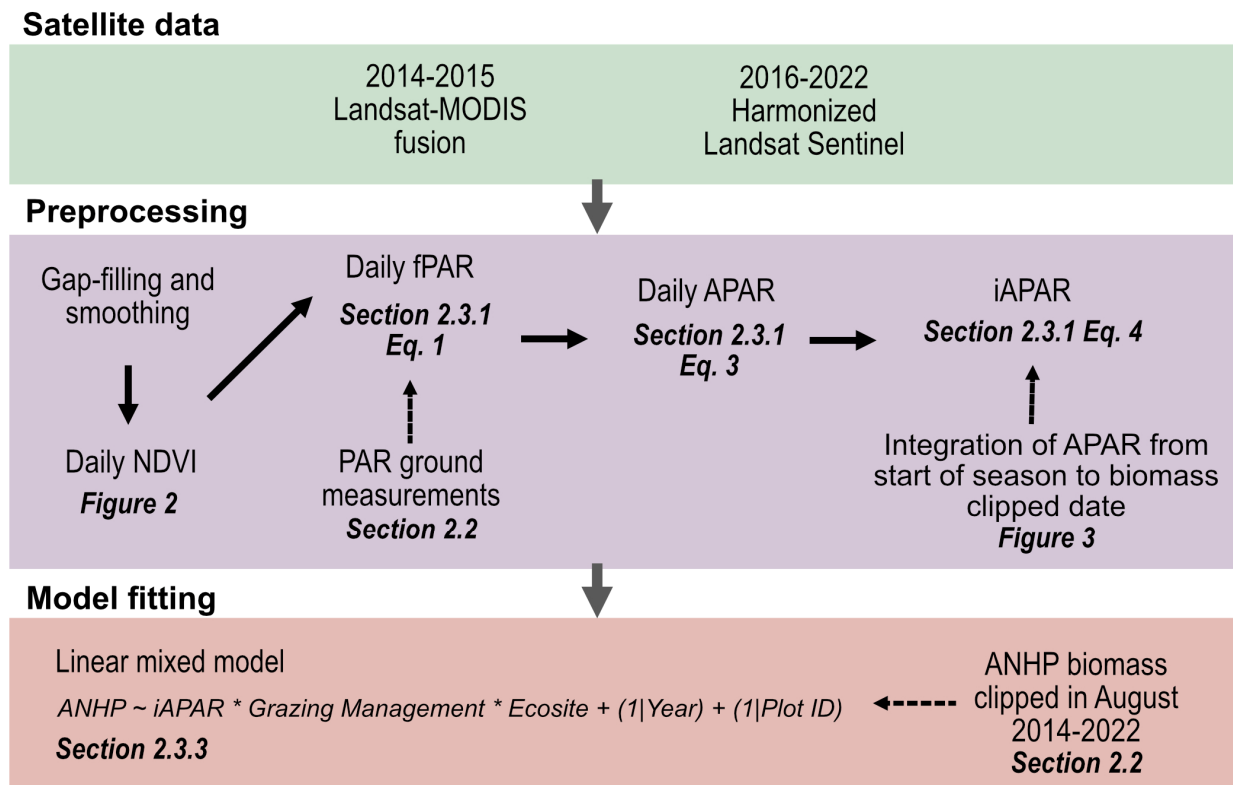 Satellite data
2014-2015
Landsat-MODIS
fusion
2016-2022
Harmonized
Landsat Sentinel
Preprocessing
Gap-filling and
smoothing
Daily NDVI
Figure 2
Daily fPAR
Section 2.3.1
Eq. 1
PAR ground
measurements
Section 2.2
Daily APAR
Section 2.3.1
Eq. 3
iAPAR
Section 2.3.1 Eq. 4
Integration of APAR from
start of season to biomass
clipped date
Figure 3
Model fitting
Linear mixed model
ANHP ~ iAPAR * Grazing Management * Ecosite + (1|Year) + (1|Plot ID)
Section 2.3.3
ANHP biomass
clipped in August
2014-2022
Section 2.2